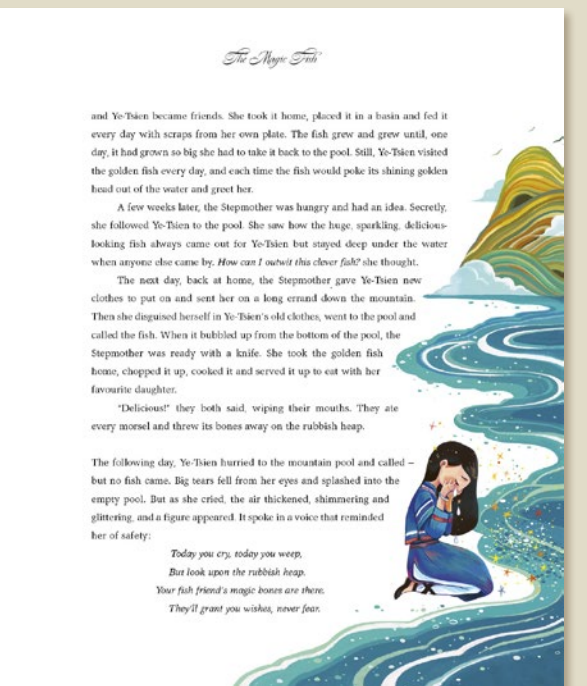 The Magic Fish
and Ye-Tsien became friends. She took it home, placed it in a basin and fed it
every day with scraps from her own plate. The fish grew and grew until, one
day, it had grown so big she had to take it back to the pool. Still, Ye-Tsien visited
the golden fish every day, and each time the fish would poke its shining golden
head out of the water and greet her.
A few weeks later, the Stepmother was hungry and had an idea. Secretly,
she followed Ye-Tsien to the pool. She saw how the huge, sparkling, delicious-
looking fish always came out for Ye-Tsien but stayed deep under the water
when anyone else came by. How can I outwit this clever fish? she thought.
The next day, back at home, the Stepmother gave Ye-Tsien new
clothes to put on and sent her on a long errand down the mountain.
Then she disguised herself in Ye-Tsien's old clothes, went to the pool and
called the fish. When it bubbled up from the bottom of the pool, the
Stepmother was ready with a knife. She took the golden fish
home, chopped it up, cooked it and served it up to eat with her
favourite daughter.
"Delicious!" they both said, wiping their mouths. They ate
every morsel and threw its bones away on the rubbish heap.
The following day, Ye-Tsien hurried to the mountain pool and called –
but no fish came. Big tears fell from her eyes and splashed into the
empty pool. But as she cried, the air thickened, shimmering and
glittering, and a figure appeared. It spoke in a voice that reminded
her of safety:
Today you cry, today you weep,
But look upon the rubbish heap.
Your fish friend's magic bones are there.
They'll grant you wishes, never fear.